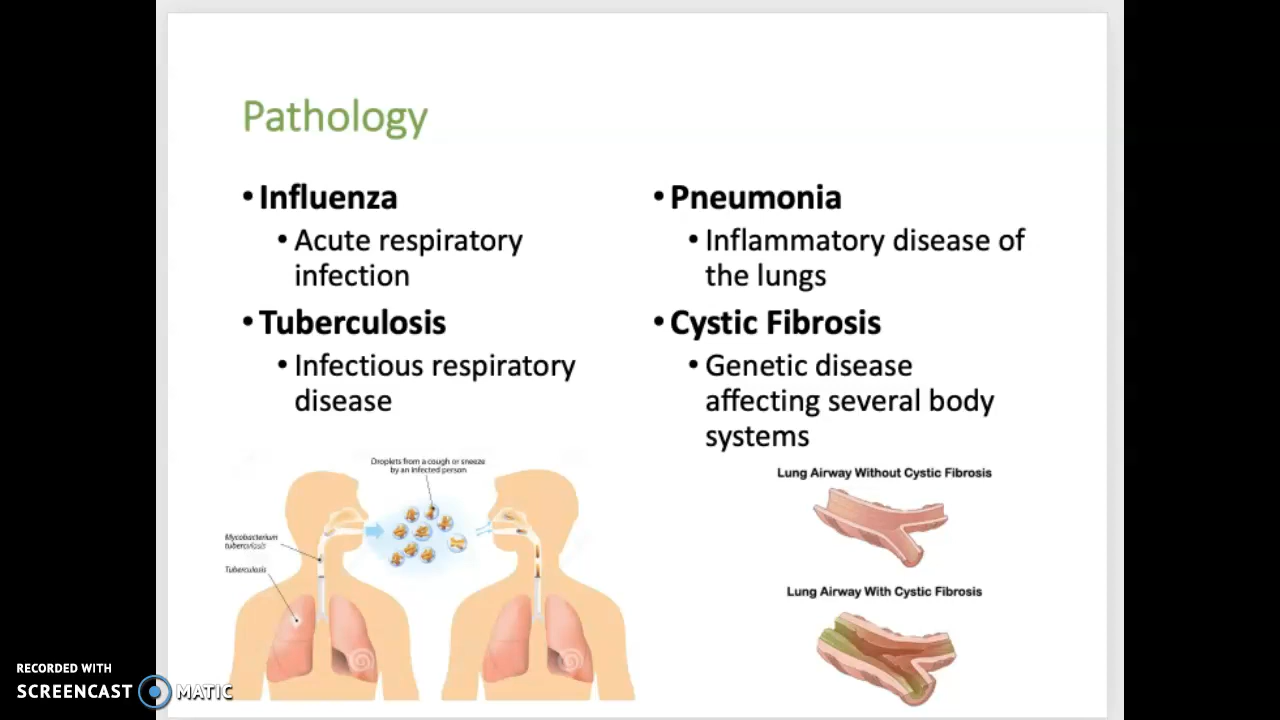 Pathology
• Influenza
• Acute respiratory
infection
• Tuberculosis
• Infectious respiratory
disease
• Pneumonia
• Inflammatory disease of
the lungs
• Cystic Fibrosis
• Genetic disease
affecting several body
systems
Droplets from a cough or sneeze
by an infected person
Mycobacterium
tuberculosis
Tuberculosis
Lung Airway Without Cystic Fibrosis
Lung Airway With Cystic Fibrosis
RECORDED WITH
SCREENCAST MATIC